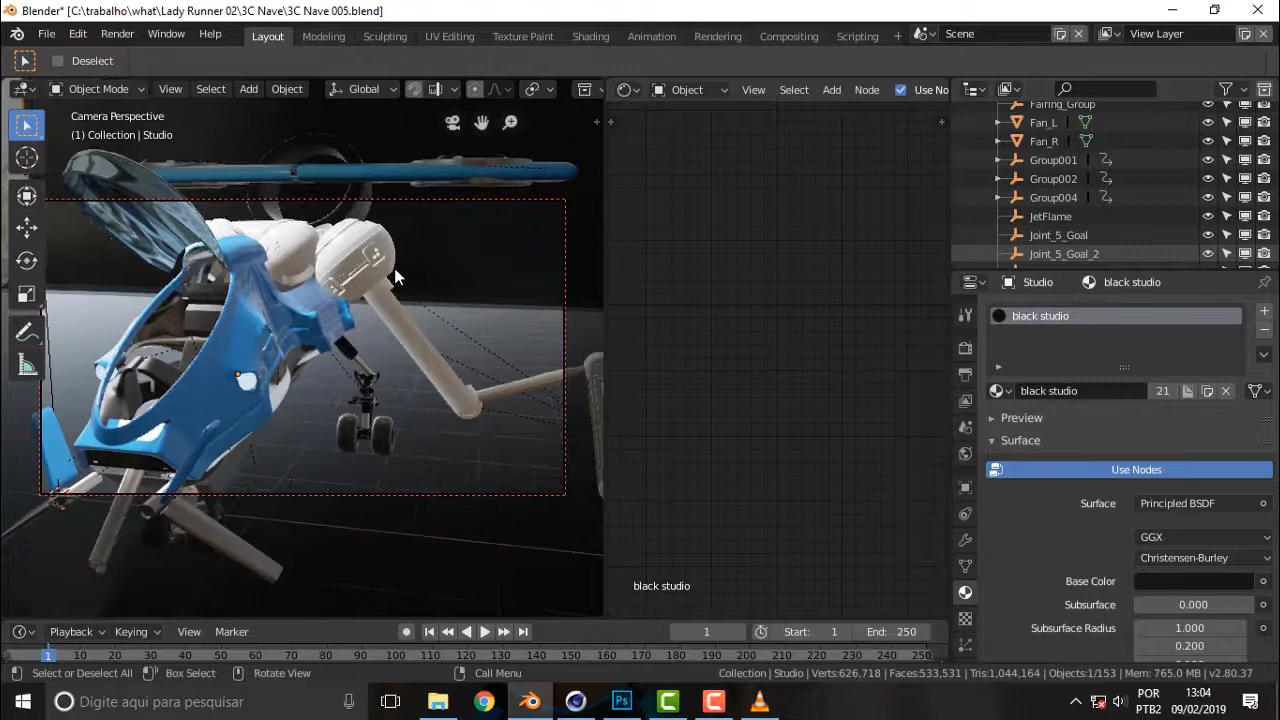 Blender* [C:\trabalho\what\Lady Runner 02\3C Nave\3C Nave 005.blend]
File Edit Render Window Help Layout Modeling Sculpting UV Editing Texture Paint Shading Animation Rendering Compositing Scripting + Scene View Layer
Deselect
Object Mode View Select Add Object Global Object View Select Add Node Use No
Camera Perspective
(1) Collection | Studio
Fairing_Group
Fan_L
Fan_R
Group001
Group002
Group004
JetFlame
Joint_5_Goal
Joint_5_Goal_2
Studio black studio
black studio
black studio 21
Preview
Surface
Use Nodes
Surface Principled BSDF
GGX
Christensen-Burley
Base Color
Subsurface 0.000
Subsurface Radius 1.000
0.200
black studio
Playback Keying View Marker 1 Start: 1 End: 250
1 10 20 30 40 50 60 70 80 90 100 110 120 130 140 150 160 170 180 190 200 210 220 230 240 250
Select or Deselect All Box Select Rotate View Call Menu Collection | Studio | Verts:626,718 | Faces:533,531 | Tris:1,044,164 | Objects:1/153 | Mem: 765.0 MB | v2.80.37
Digite aqui para pesquisar Ps C C POR 13:04
PTB2 09/02/2019